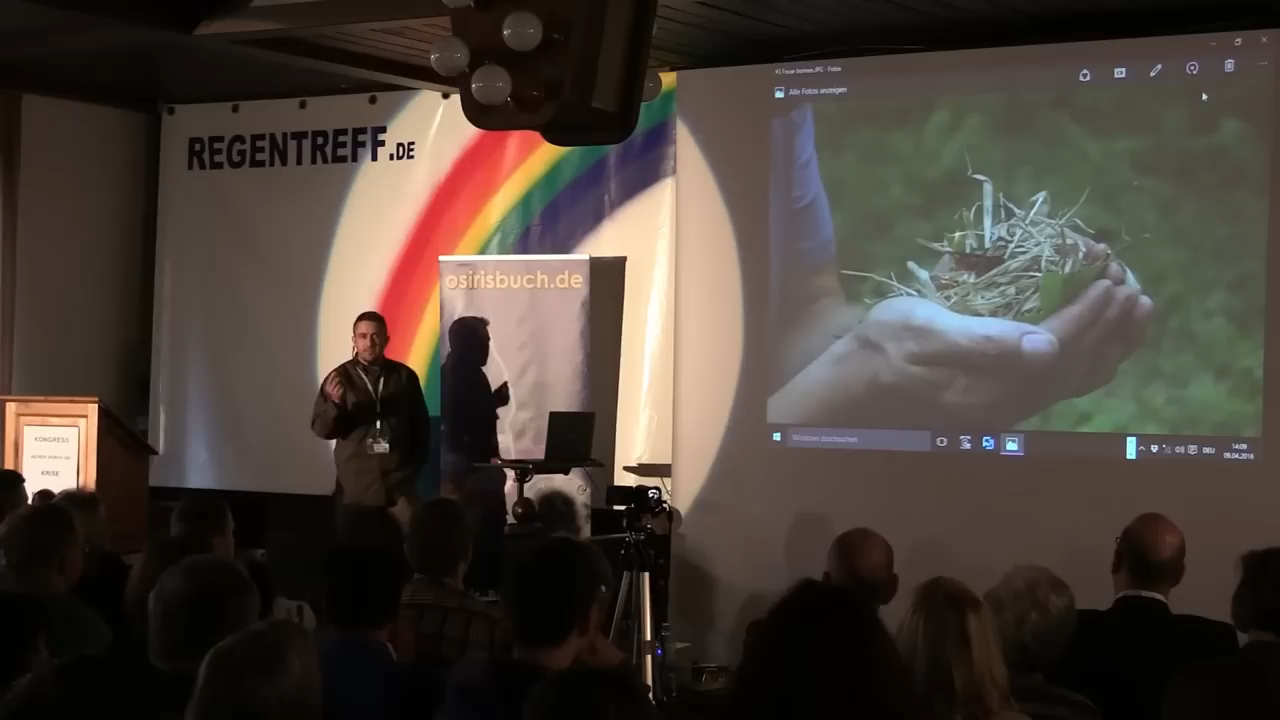 REGENTREFF.DE
osirisbuch.de
KONGRESS
KRISE
Alle Fotos anzeigen
Windows durchsuchen
DEU
14:09
09.04.2016